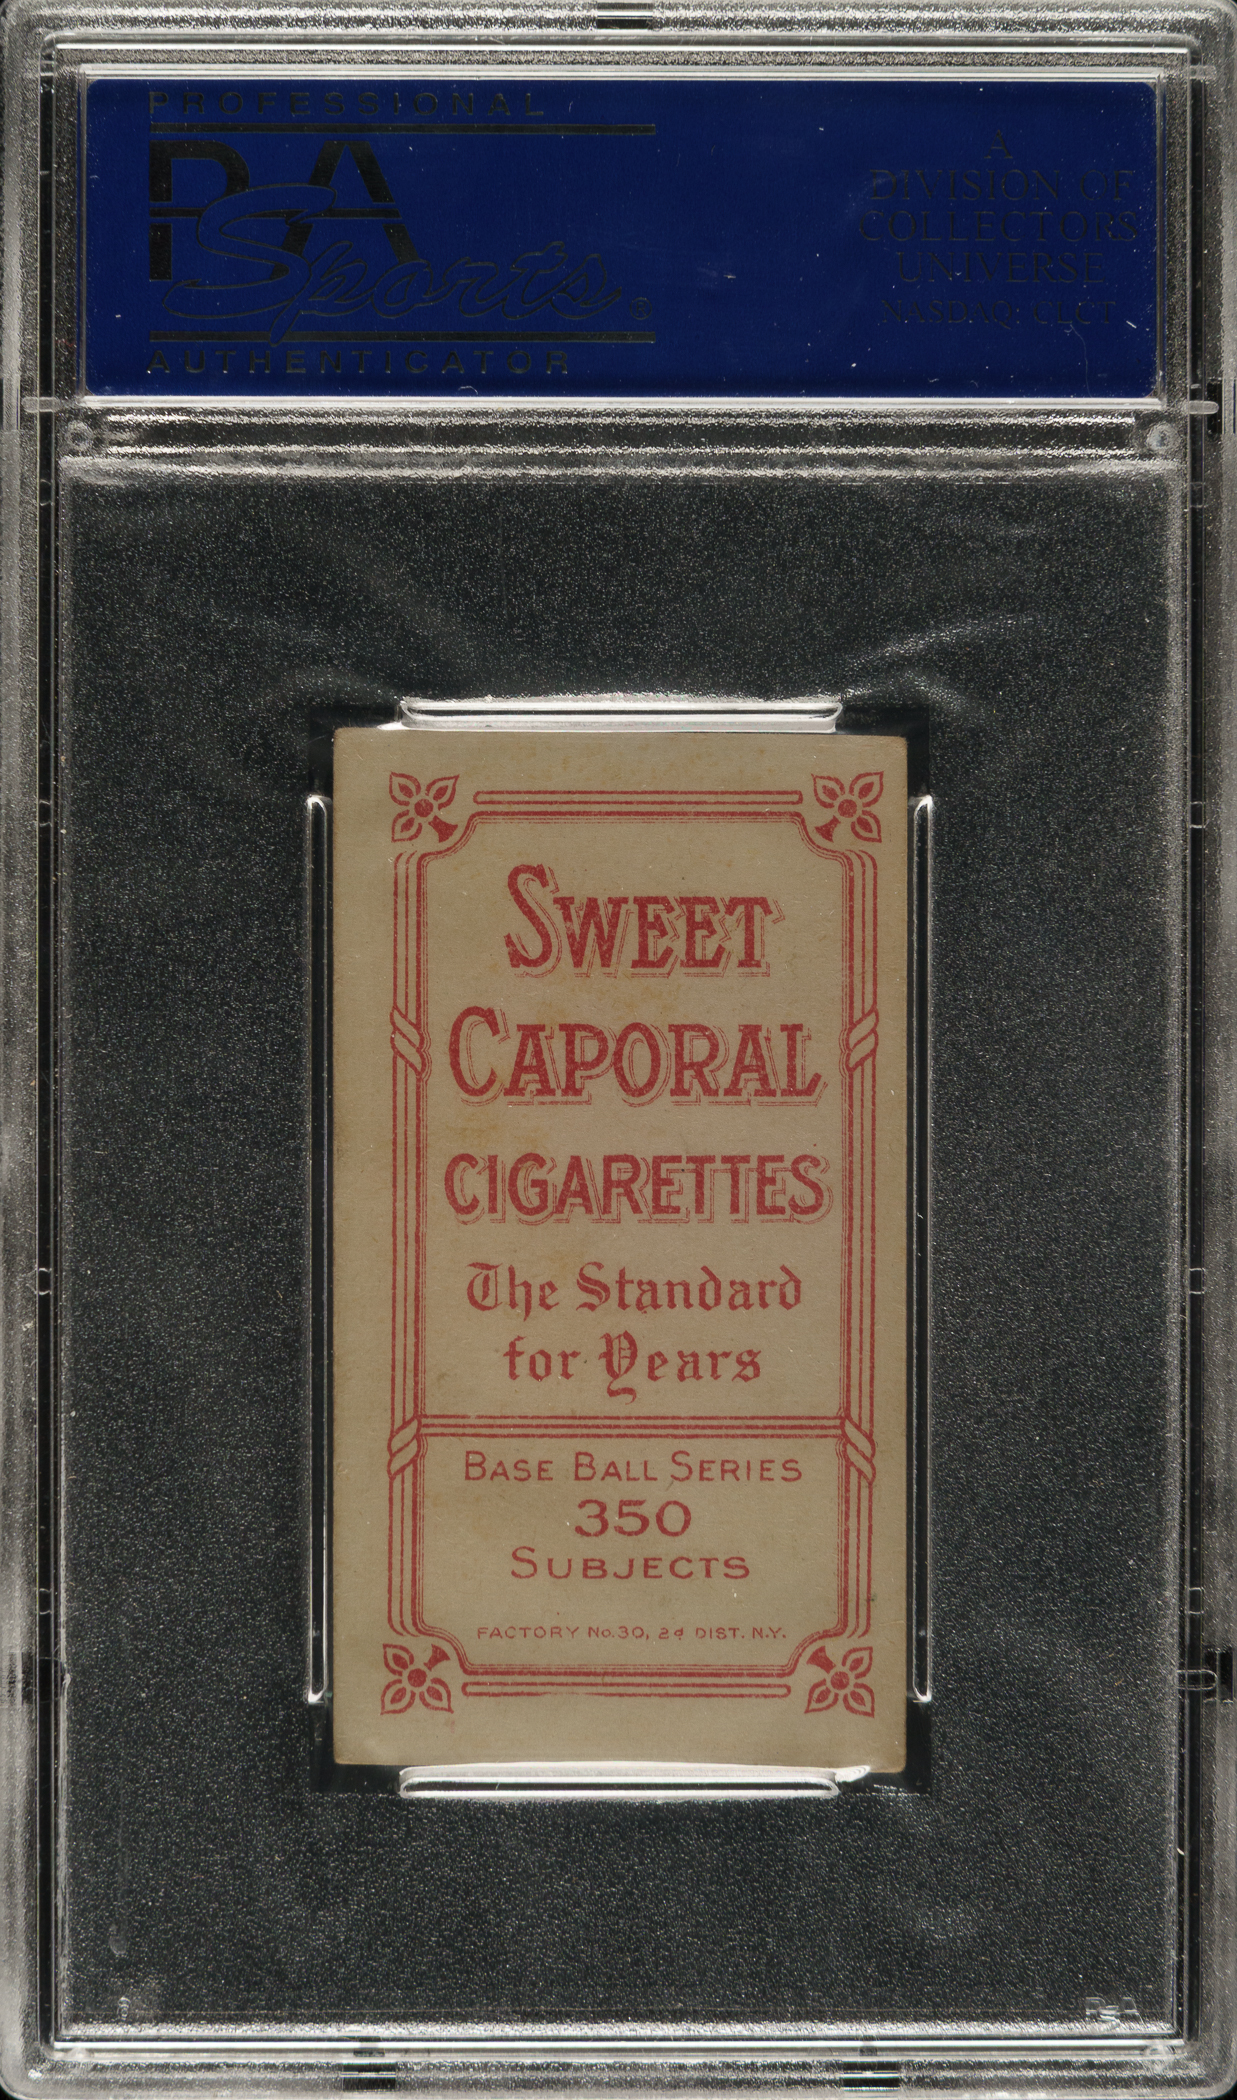 PROFESSIONAL
PSA
Sports®
AUTHENTICATOR
A
DIVISION OF
COLLECTORS
UNIVERSE
NASDAQ: CLCT
SWEET
CAPORAL
CIGARETTES
The Standard
for Years
BASE BALL SERIES
350
SUBJECTS
FACTORY No. 30, 2d DIST. N.Y.
PSA